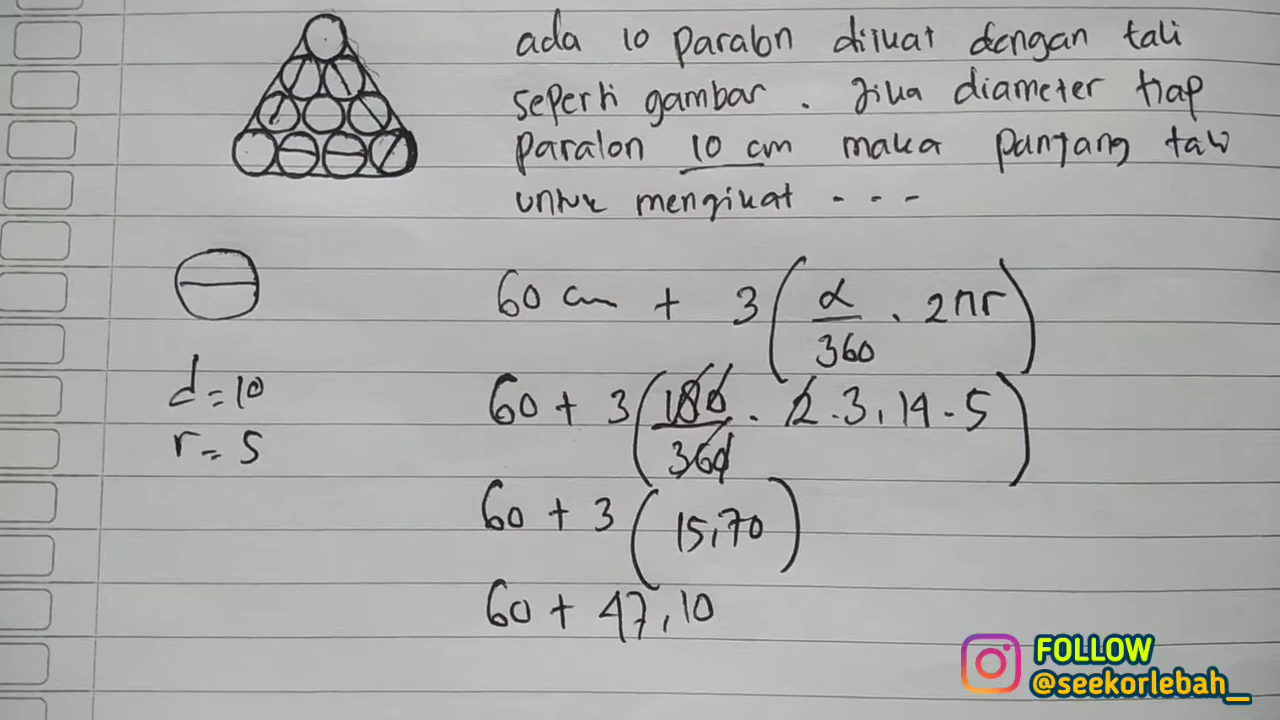 ada 10 paralon diikat dengan tali
seperti gambar. Jika diameter tiap
paralon 10 cm maka panjang tali
untuk mengikat ...
60 cm + 3 (α/360 . 2πr)
d = 10
60 + 3 (180/360 . 2.3,14.5)
r = 5
60 + 3 (15,70)
60 + 47,10
FOLLOW
@seekorlebah_